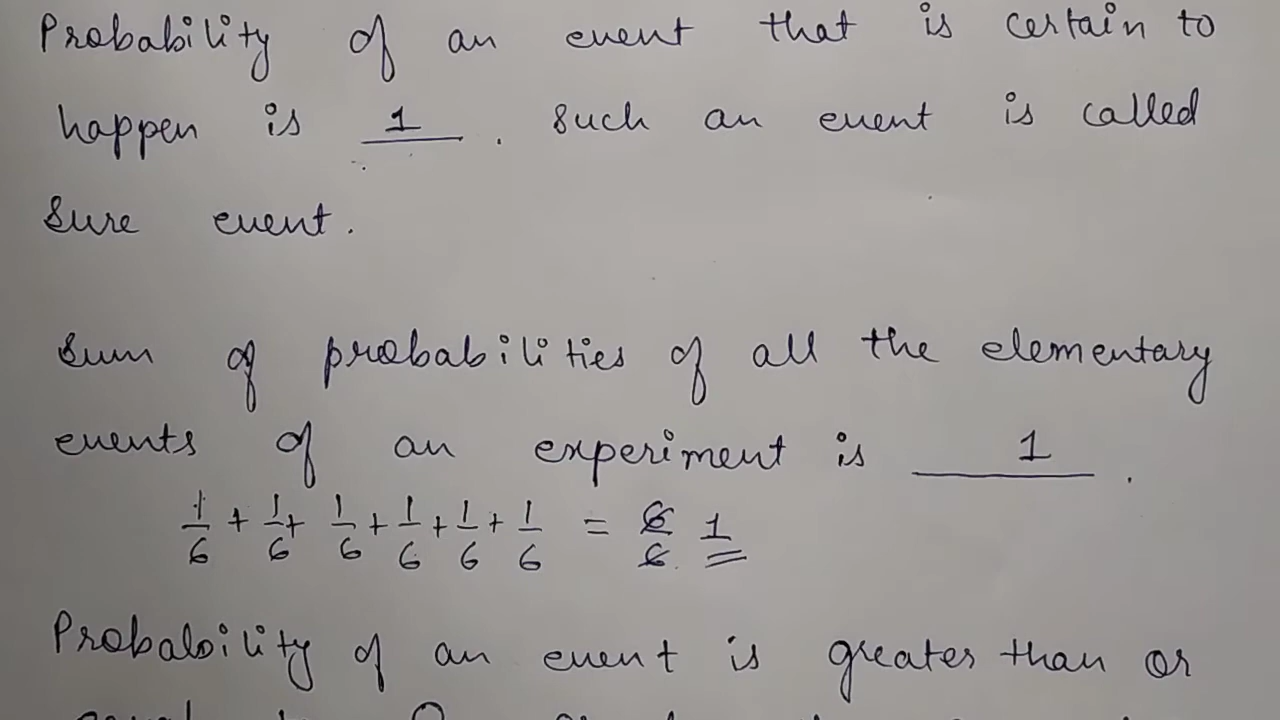 Probability of an event that is certain to
happen is 1 . Such an event is called
Sure event.
Sum of probabilities of all the elementary
events of an experiment is 1 .
1/6 + 1/6 + 1/6 + 1/6 + 1/6 + 1/6 = 6/6 1
Probability of an event is greater than or